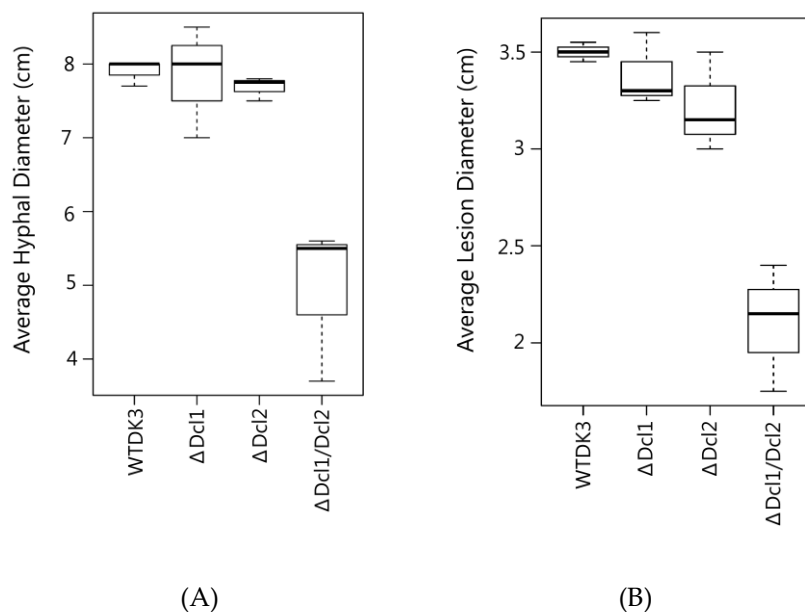 Average Hyphal Diameter (cm)
8
7
6
5
4
WTDK3
ΔDcl1
ΔDcl2
ΔDcl1/Dcl2
(A)
Average Lesion Diameter (cm)
3.5
3
2.5
2
WTDK3
ΔDcl1
ΔDcl2
ΔDcl1/Dcl2
(B)